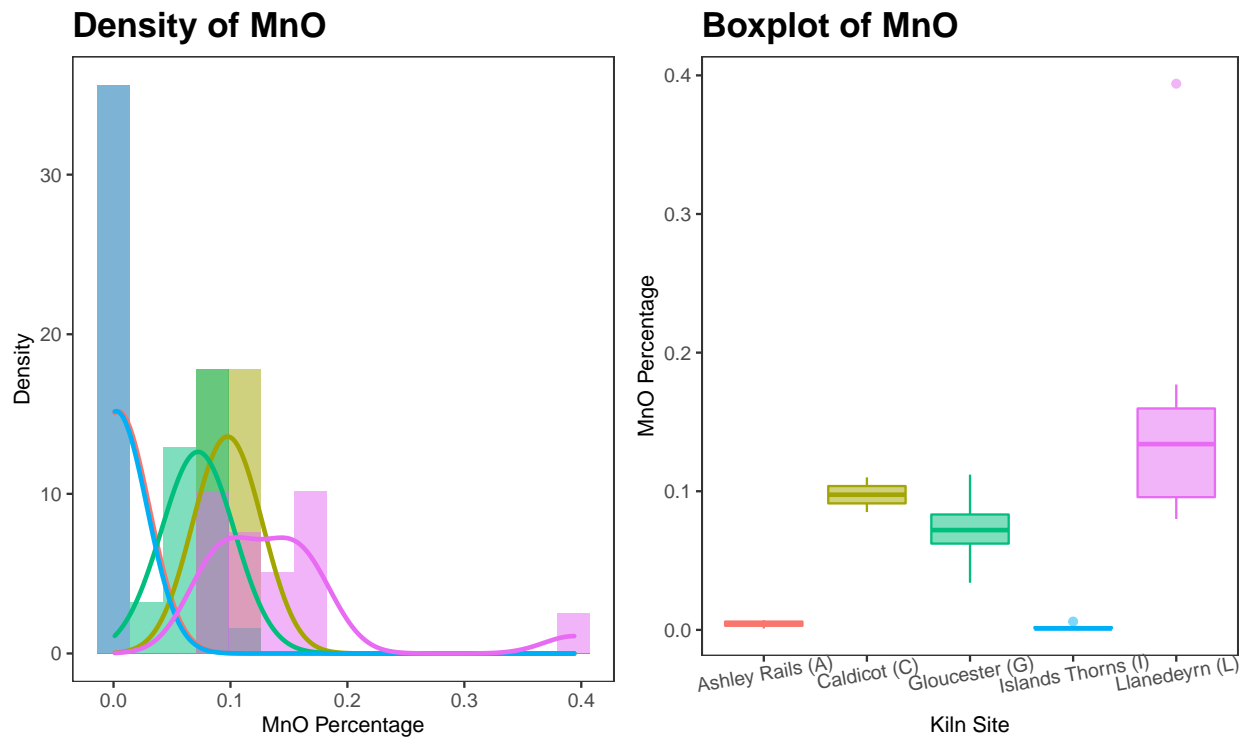 Density of MnO
Density
30
20
10
0
0.0 0.1 0.2 0.3 0.4
MnO Percentage
Boxplot of MnO
MnO Percentage
0.4
0.3
0.2
0.1
0.0
Ashley Rails (A) Caldicot (C) Gloucester (G) Islands Thorns (I) Llanedeyrn (L)
Kiln Site